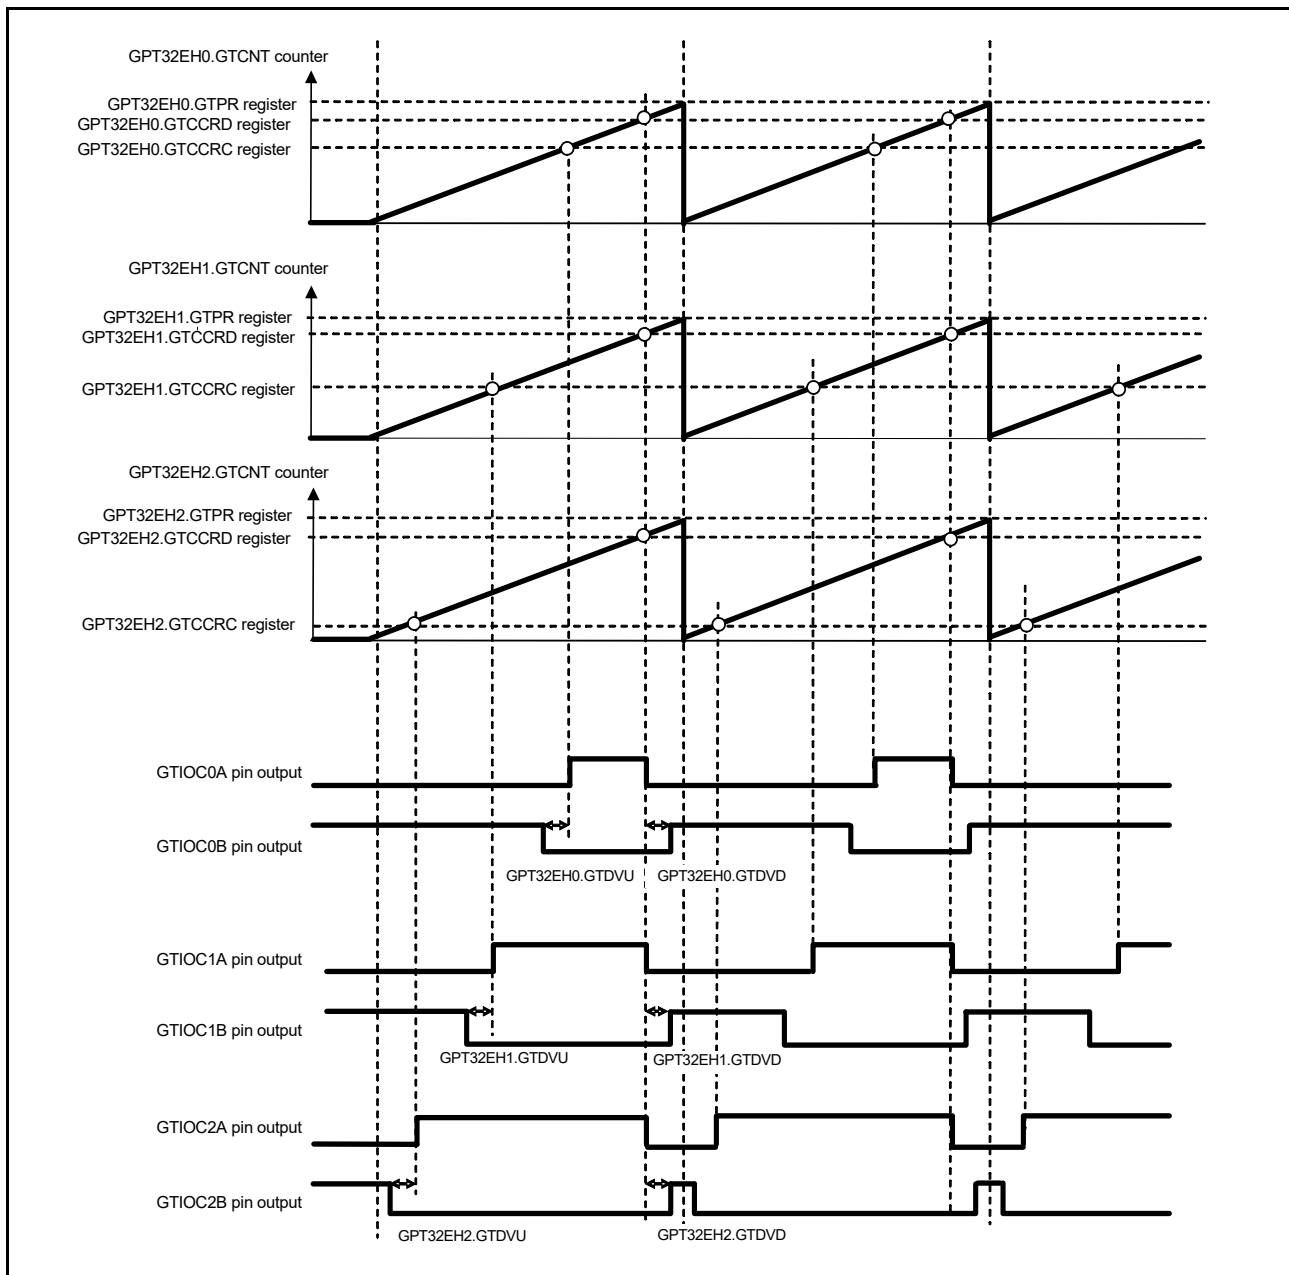 GPT32EH0.GTCNT counter
GPT32EH0.GTPR register
GPT32EH0.GTCCRD register
GPT32EH0.GTCCRC register
GPT32EH1.GTCNT counter
GPT32EH1.GTPR register
GPT32EH1.GTCCRD register
GPT32EH1.GTCCRC register
GPT32EH2.GTCNT counter
GPT32EH2.GTPR register
GPT32EH2.GTCCRD register
GPT32EH2.GTCCRC register
GTIOC0A pin output
GTIOC0B pin output
GPT32EH0.GTDVU GPT32EH0.GTDVD
GTIOC1A pin output
GTIOC1B pin output
GPT32EH1.GTDVU GPT32EH1.GTDVD
GTIOC2A pin output
GTIOC2B pin output
GPT32EH2.GTDVU GPT32EH2.GTDVD